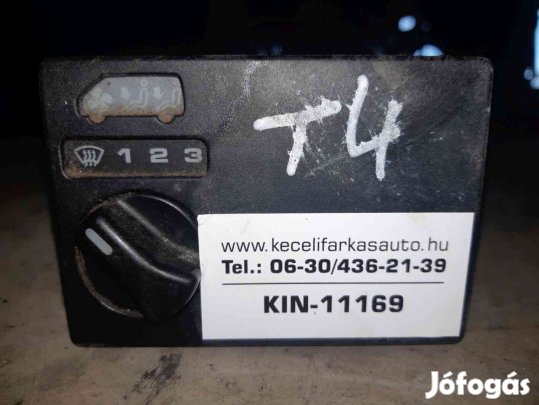 T4
1 2 3
www.kecelifarkasauto.hu
Tel.: 06-30/436-21-39
KIN-11169
Jófogás